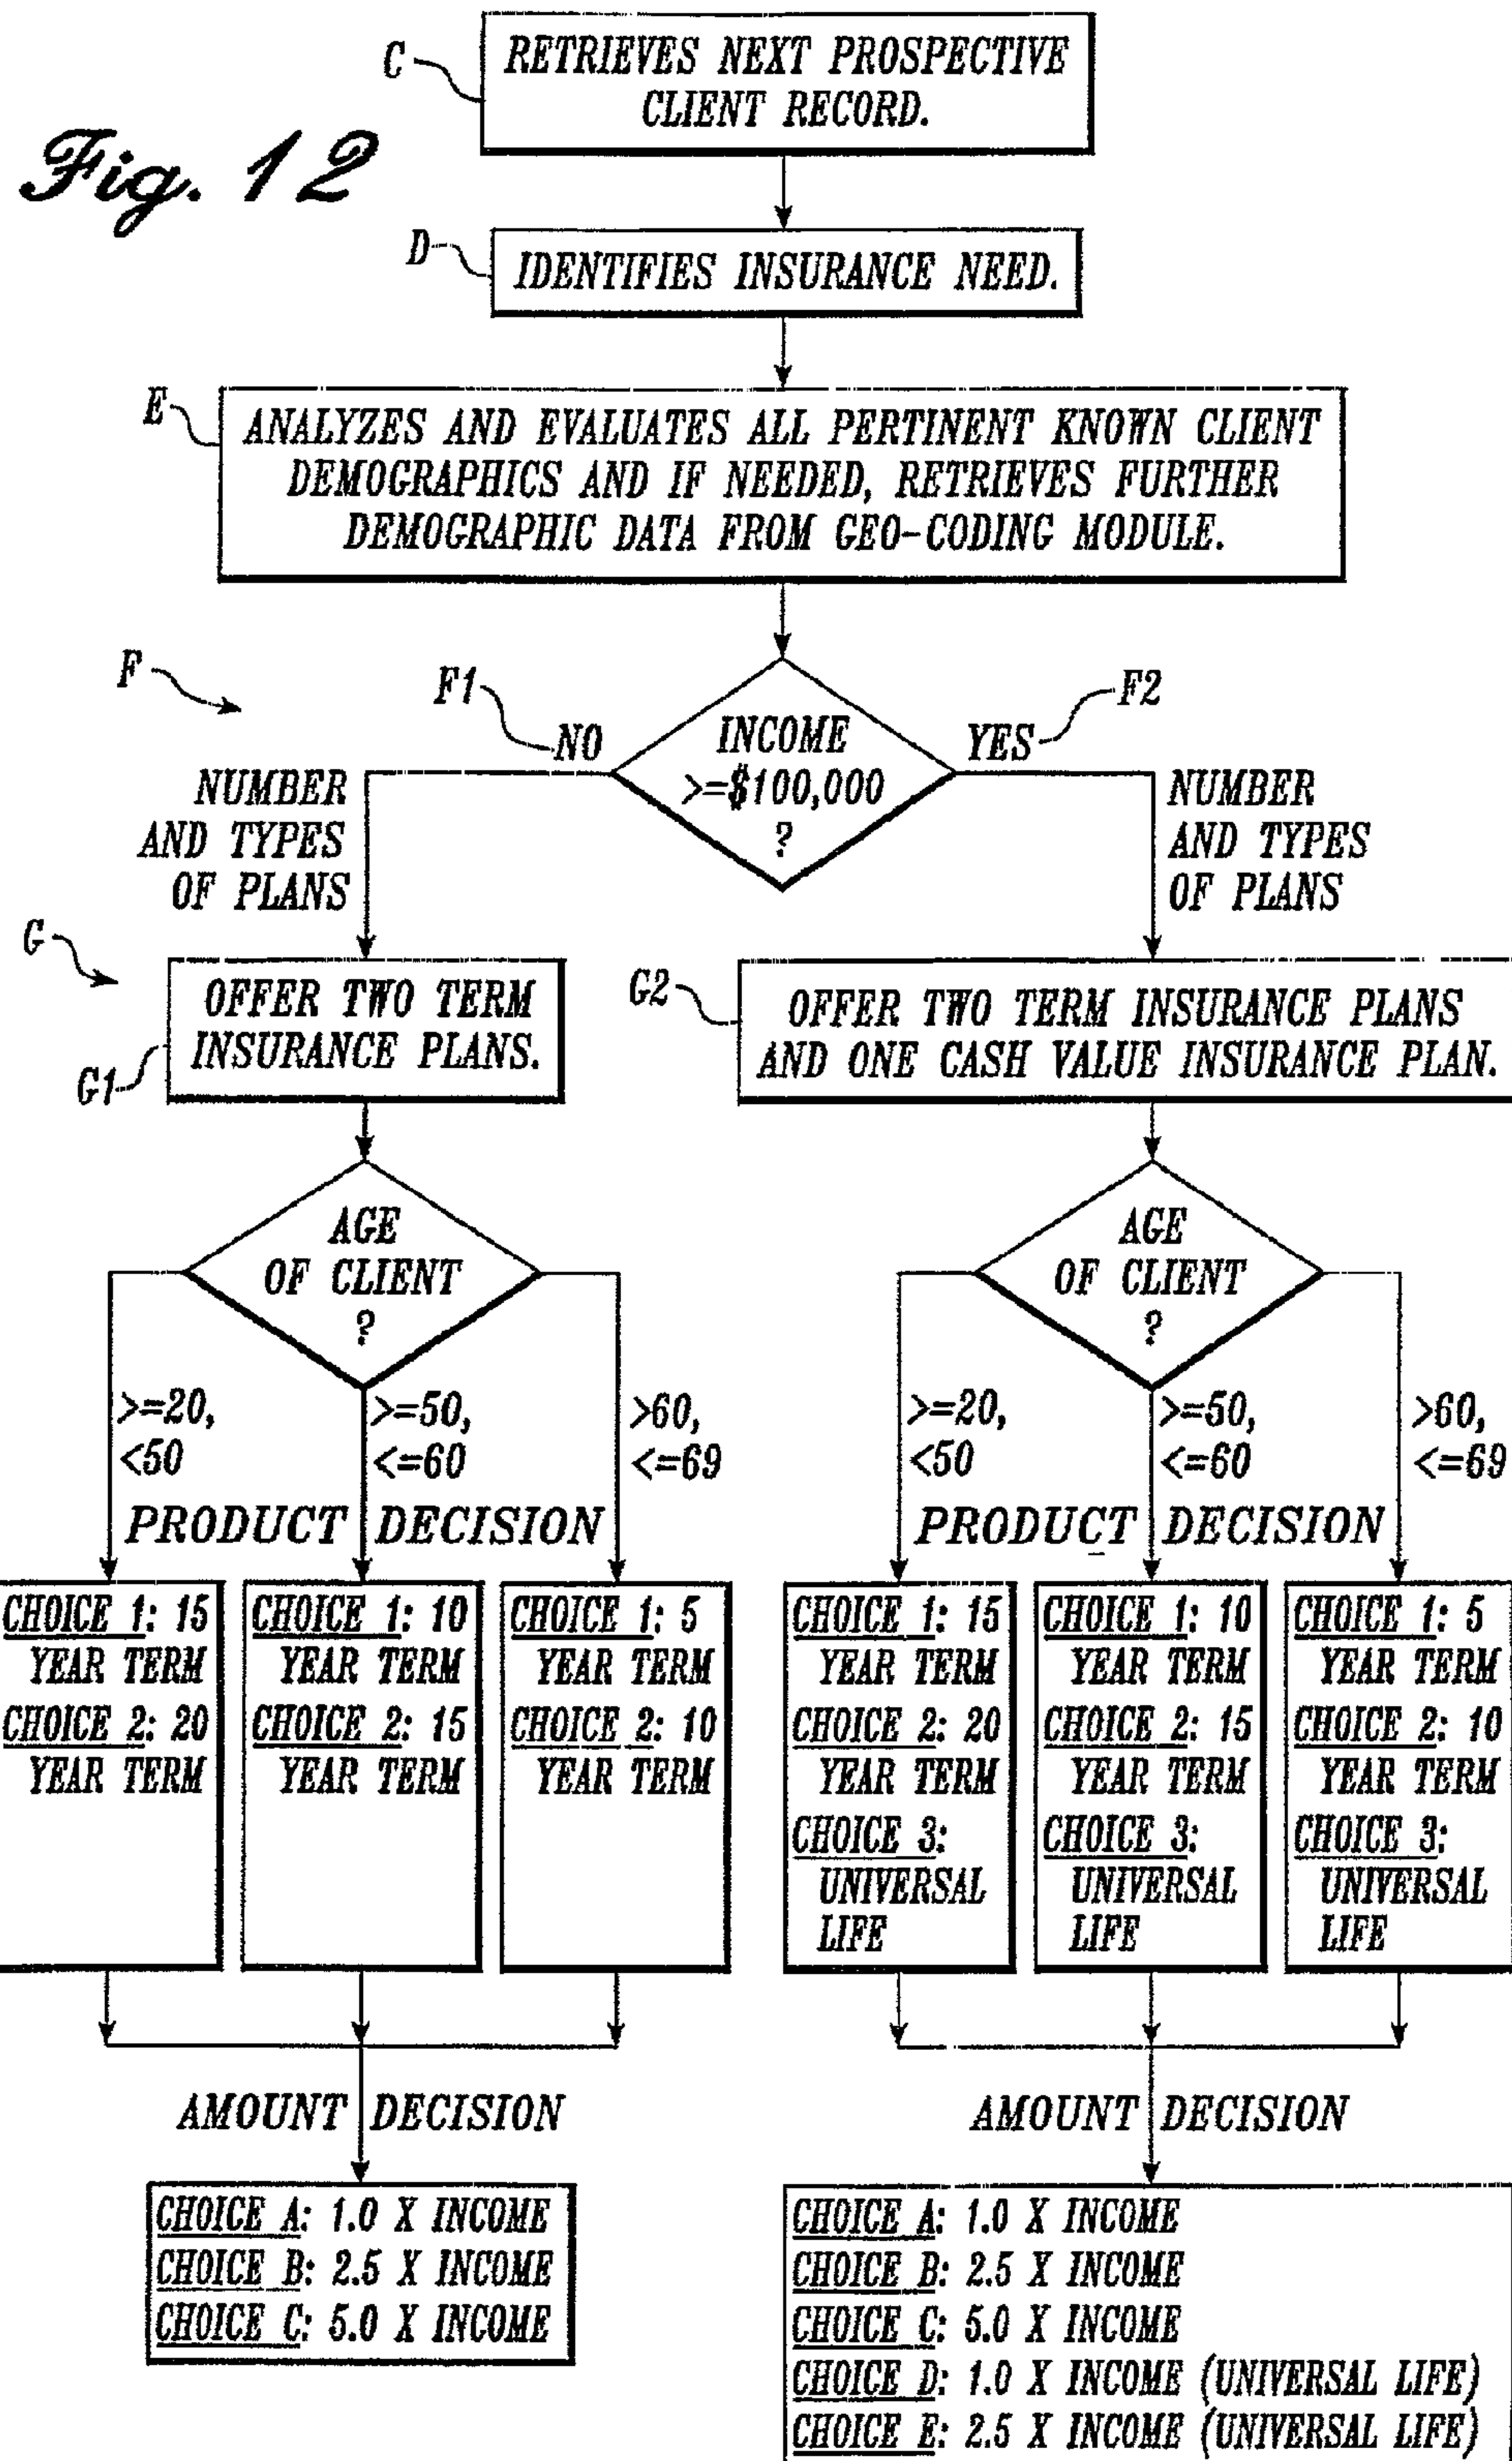 Fig. 12
C
RETRIEVES NEXT PROSPECTIVE
CLIENT RECORD.
D
IDENTIFIES INSURANCE NEED.
E
ANALYZES AND EVALUATES ALL PERTINENT KNOWN CLIENT
DEMOGRAPHICS AND IF NEEDED, RETRIEVES FURTHER
DEMOGRAPHIC DATA FROM GEO-CODING MODULE.
F
F1
NO
INCOME
>=$100,000
?
YES
F2
NUMBER
AND TYPES
OF PLANS
NUMBER
AND TYPES
OF PLANS
G
OFFER TWO TERM
INSURANCE PLANS.
G1
G2
OFFER TWO TERM INSURANCE PLANS
AND ONE CASH VALUE INSURANCE PLAN.
AGE
OF CLIENT
?
>=20,
<50
>=50,
<=60
>60,
<=69
PRODUCT DECISION
CHOICE 1: 15
YEAR TERM
CHOICE 2: 20
YEAR TERM
CHOICE 1: 10
YEAR TERM
CHOICE 2: 15
YEAR TERM
CHOICE 1: 5
YEAR TERM
CHOICE 2: 10
YEAR TERM
AMOUNT DECISION
CHOICE A: 1.0 X INCOME
CHOICE B: 2.5 X INCOME
CHOICE C: 5.0 X INCOME
AGE
OF CLIENT
?
>=20,
<50
>=50,
<=60
>60,
<=69
PRODUCT DECISION
CHOICE 1: 15
YEAR TERM
CHOICE 2: 20
YEAR TERM
CHOICE 3:
UNIVERSAL
LIFE
CHOICE 1: 10
YEAR TERM
CHOICE 2: 15
YEAR TERM
CHOICE 3:
UNIVERSAL
LIFE
CHOICE 1: 5
YEAR TERM
CHOICE 2: 10
YEAR TERM
CHOICE 3:
UNIVERSAL
LIFE
AMOUNT DECISION
CHOICE A: 1.0 X INCOME
CHOICE B: 2.5 X INCOME
CHOICE C: 5.0 X INCOME
CHOICE D: 1.0 X INCOME (UNIVERSAL LIFE)
CHOICE E: 2.5 X INCOME (UNIVERSAL LIFE)